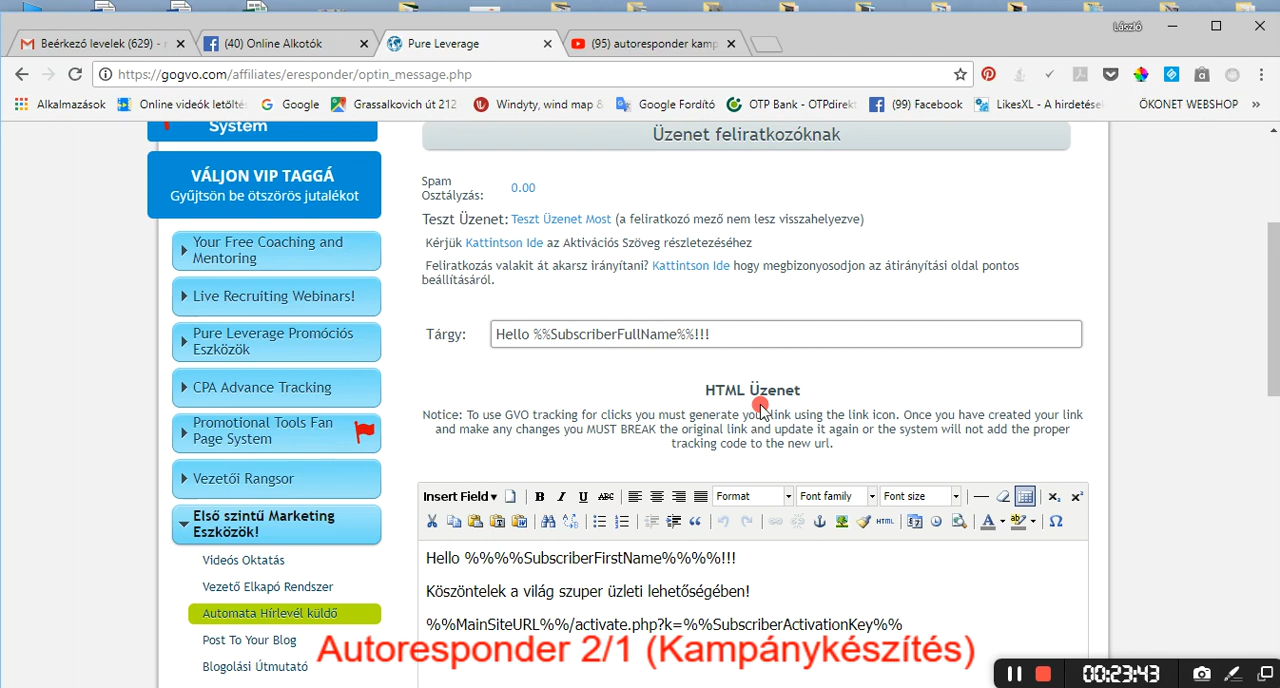 László
Beérkező levelek (629) -
(40) Online Alkotók
Pure Leverage
(95) autoresponder kamp
https://gogvo.com/affiliates/eresponder/optin_message.php
Alkalmazások
Online videók letölté
Google
Grassalkovich út 212
Windyty, wind map &
Google Fordító
OTP Bank - OTPdirekt
(99) Facebook
LikesXL - A hirdetése
ÖKONET WEBSHOP
»
System
VÁLJON VIP TAGGÁ
Gyűjtsön be ötszörös jutalékot
Your Free Coaching and
Mentoring
Live Recruiting Webinars!
Pure Leverage Promóciós
Eszközök
CPA Advance Tracking
Promotional Tools Fan
Page System
Vezetői Rangsor
Első szintű Marketing
Eszközök!
Videós Oktatás
Vezető Elkapó Rendszer
Automata Hírlevél küldő
Post To Your Blog
Blogolási Útmutató
Üzenet feliratkozóknak
Spam
Osztályzás: 0.00
Teszt Üzenet: Teszt Üzenet Most (a feliratkozó mező nem lesz visszahelyezve)
Kérjük Kattintson Ide az Aktivációs Szöveg részletezéséhez
Feliratkozás valakit át akarsz irányítani? Kattintson Ide hogy megbizonyosodjon az átirányítási oldal pontos
beállításáról.
Tárgy: Hello %%SubscriberFullName%%!!!
HTML Üzenet
Notice: To use GVO tracking for clicks you must generate your link using the link icon. Once you have created your link
and make any changes you MUST BREAK the original link and update it again or the system will not add the proper
tracking code to the new url.
Insert Field B I U ABC Format Font family Font size
HTML
Hello %%%%SubscriberFirstName%%%%!!!
Köszöntelek a világ szuper üzleti lehetőségében!
%%MainSiteURL%%/activate.php?k=%%SubscriberActivationKey%%
Autoresponder 2/1 (Kampánykészítés)
00:23:43